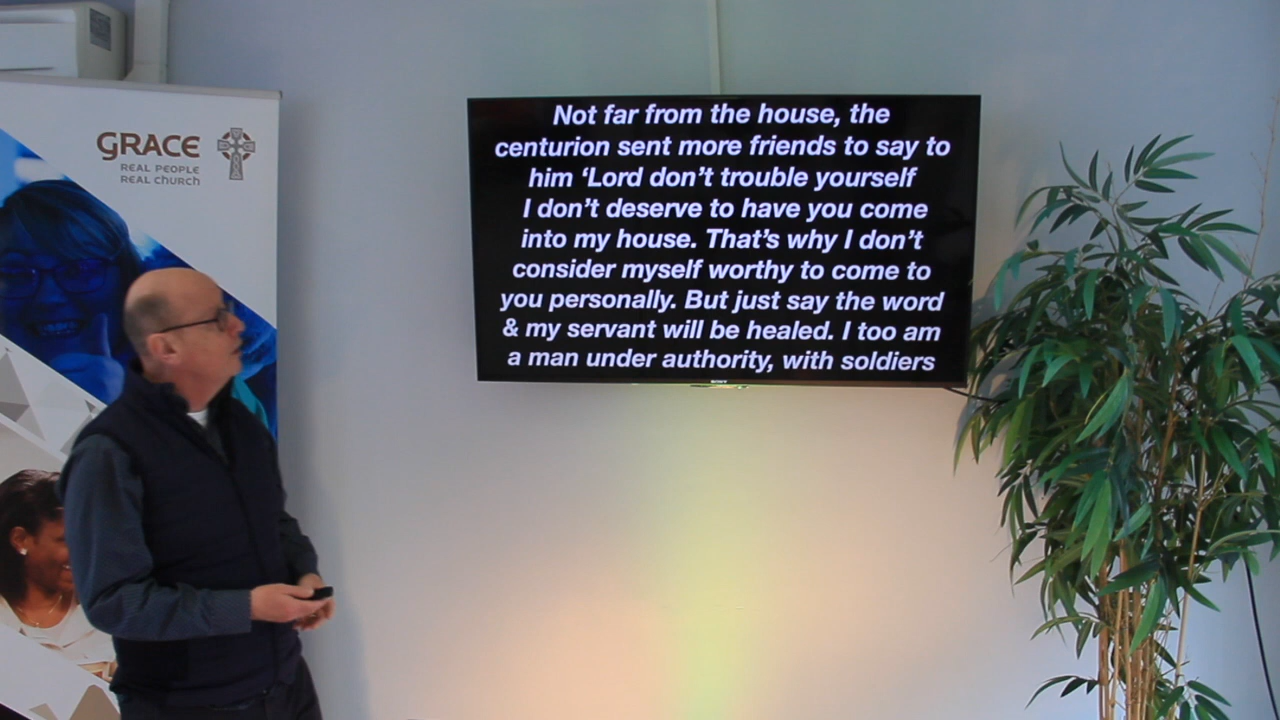 GRACE
REAL PEOPLE
REAL CHURCH
Not far from the house, the
centurion sent more friends to say to
him ‘Lord don’t trouble yourself
I don’t deserve to have you come
into my house. That’s why I don’t
consider myself worthy to come to
you personally. But just say the word
& my servant will be healed. I too am
a man under authority, with soldiers
SONY